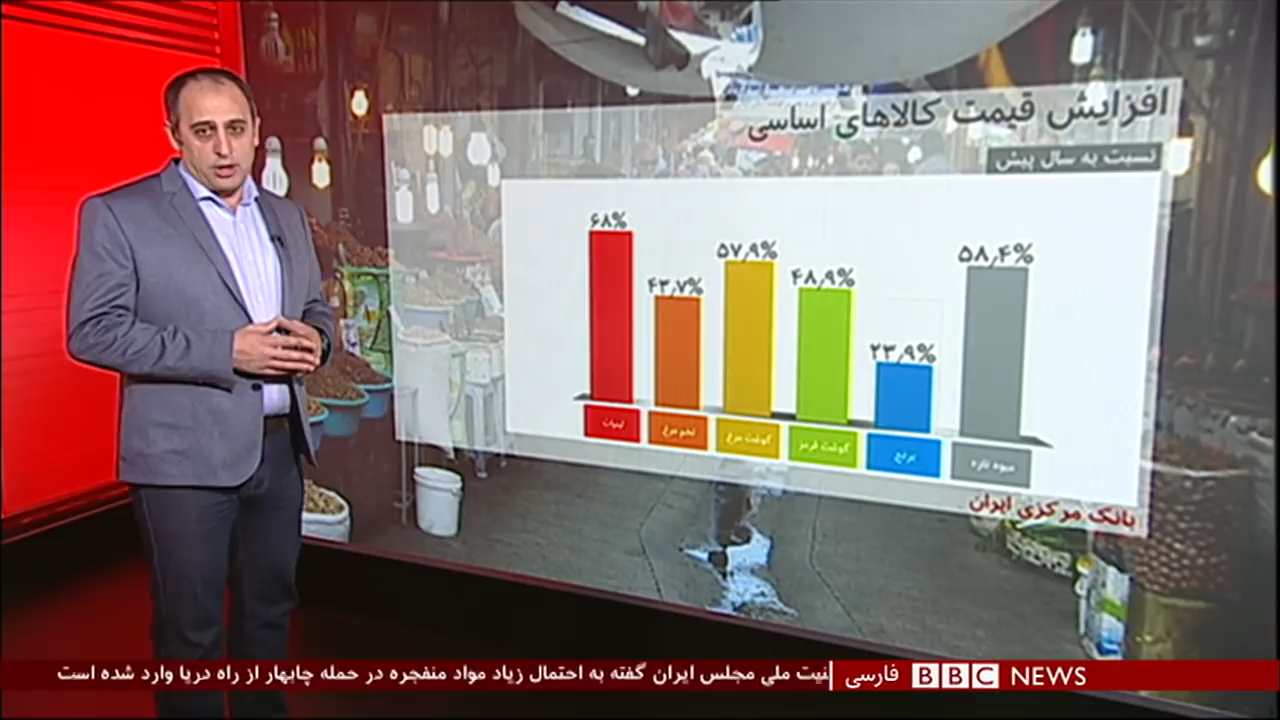 افزایش قیمت کالاهای اساسی
نسبت به سال پیش
۶۸%
۴۳٫۷%
۵۷٫۹%
۴۸٫۹%
۲۳٫۹%
۵۸٫۴%
لبنیات
تخم مرغ
گوشت مرغ
گوشت قرمز
برنج
میوه تازه
بانک مرکزی ایران
نیت ملی مجلس ایران گفته به احتمال زیاد مواد منفجره در حمله چابهار از راه دریا وارد شده است
فارسی BBC NEWS